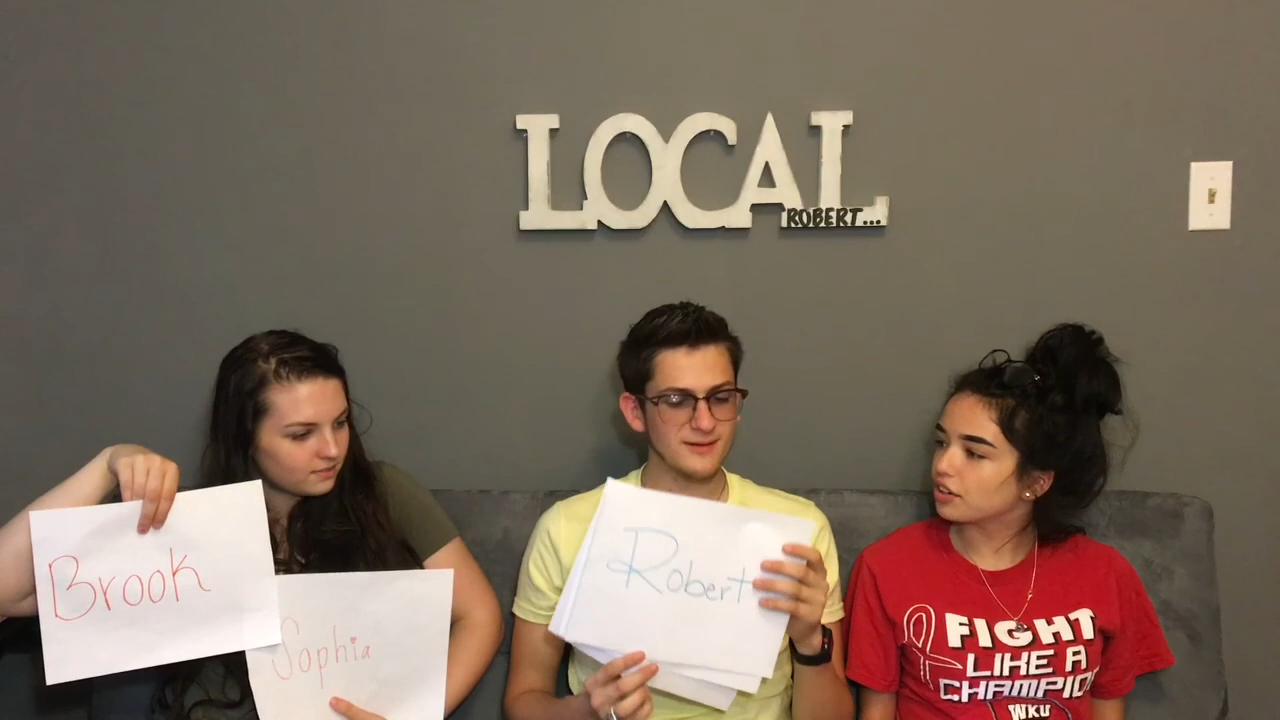 LOCAL
ROBERT...
Brook
Sophia
Robert
FIGHT
LIKE A
CHAMPION
WKU